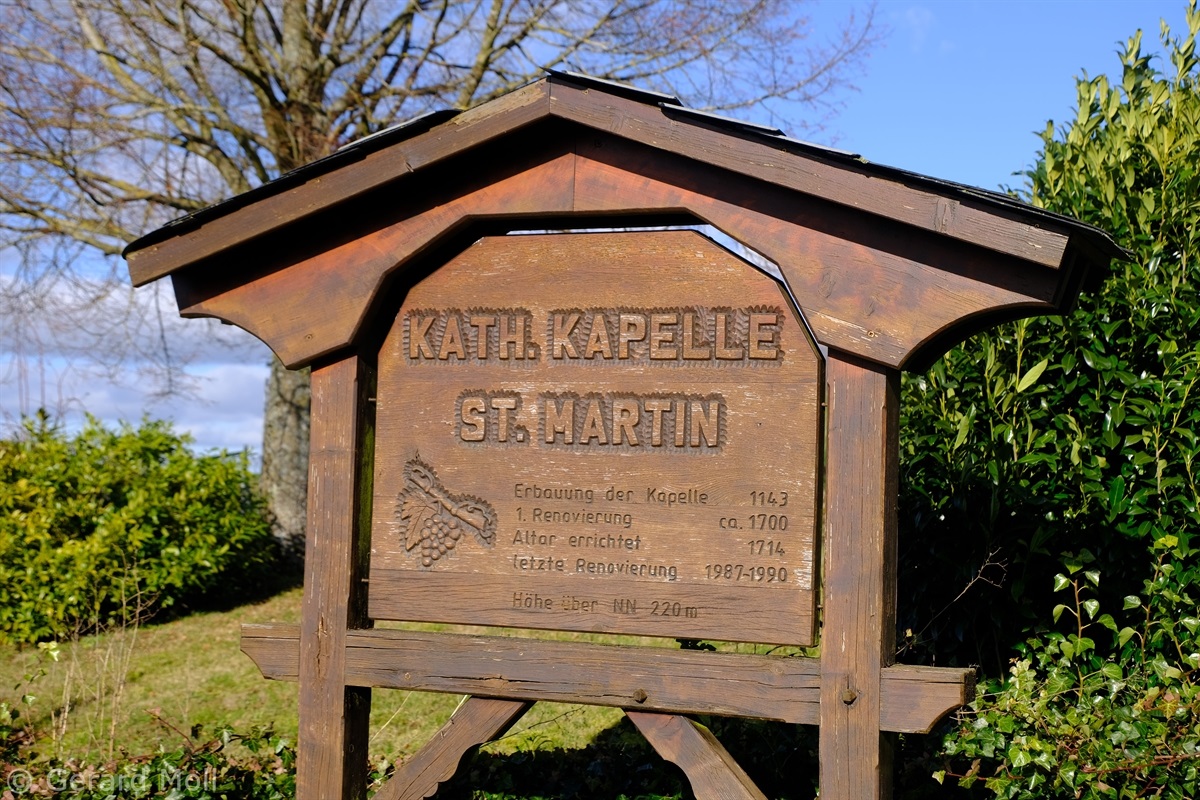 KATH. KAPELLE
ST. MARTIN
Erbauung der Kapelle 1143
1. Renovierung ca. 1700
Altar errichtet 1714
letzte Renovierung 1987-1990
Höhe über NN 220m
© Gerard Moll